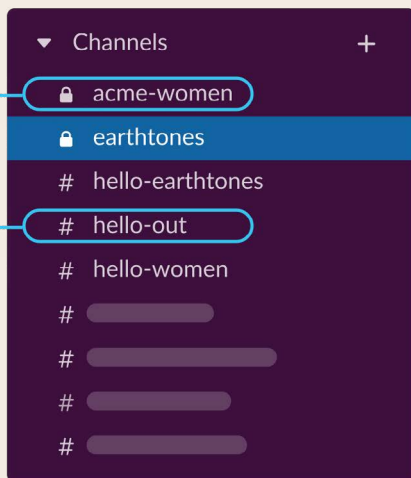 Channels +
acme-women
earthtones
# hello-earthtones
# hello-out
# hello-women
#
#
#
#